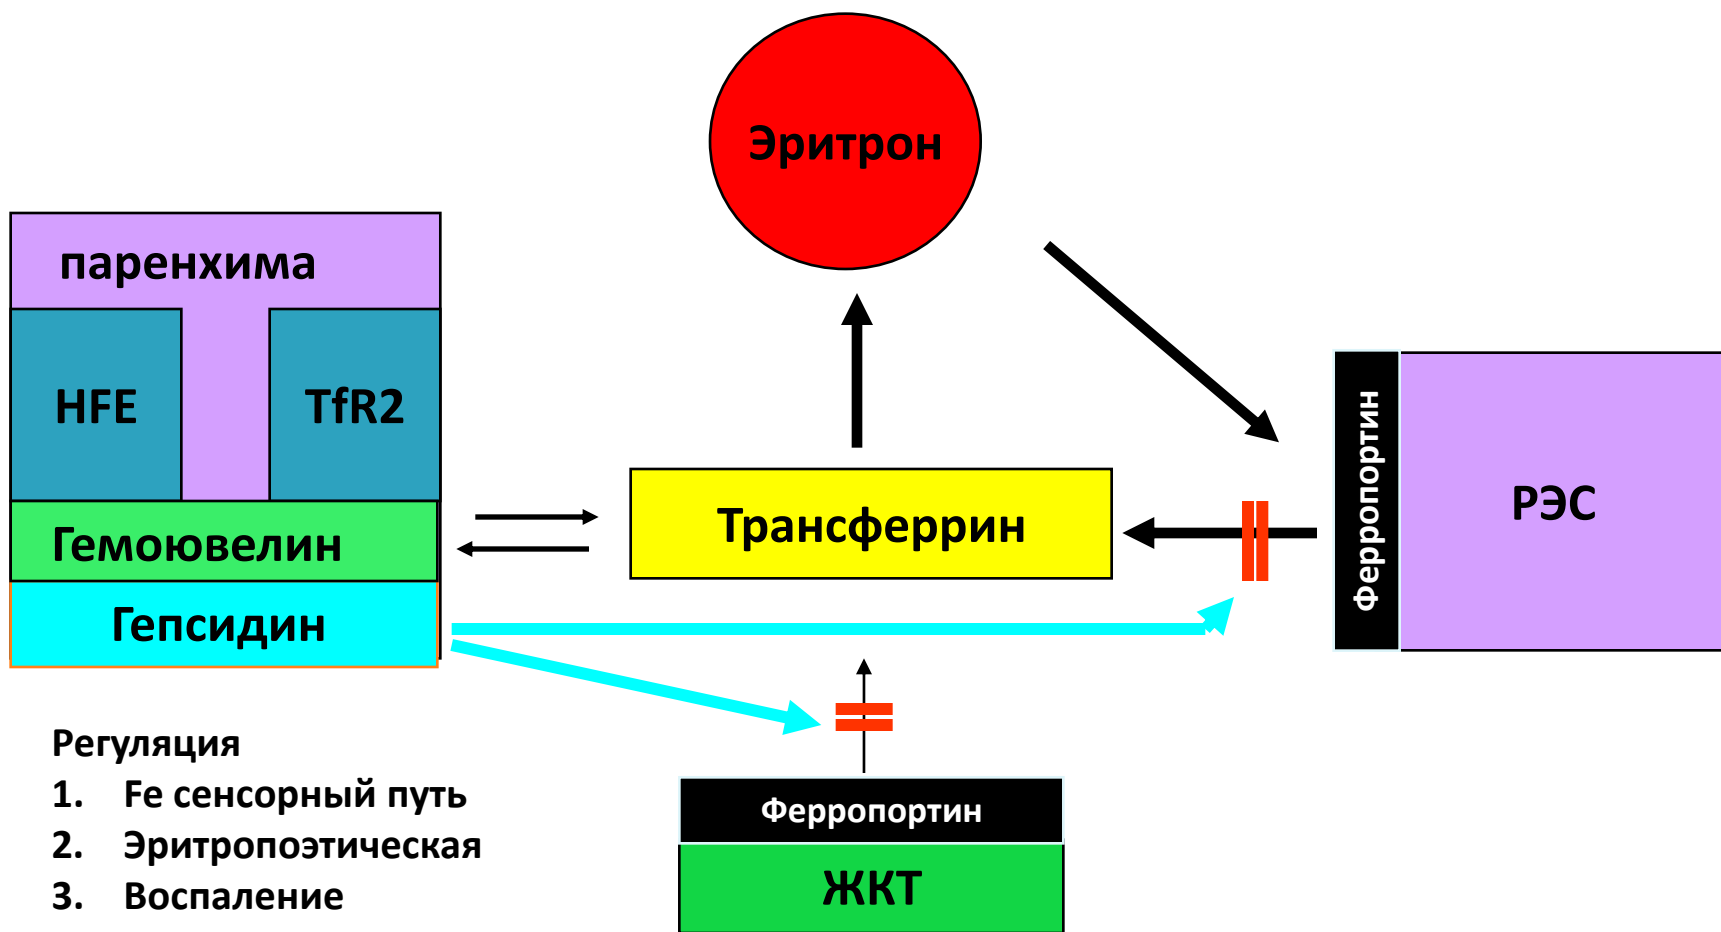 Эритрон
паренхима
HFE
TfR2
Ферропортин
РЭС
Трансферрин
Гемоювелин
Гепсидин
Регуляция
1. Fe сенсорный путь
2. Эритропоэтическая
3. Воспаление
Ферропортин
ЖКТ